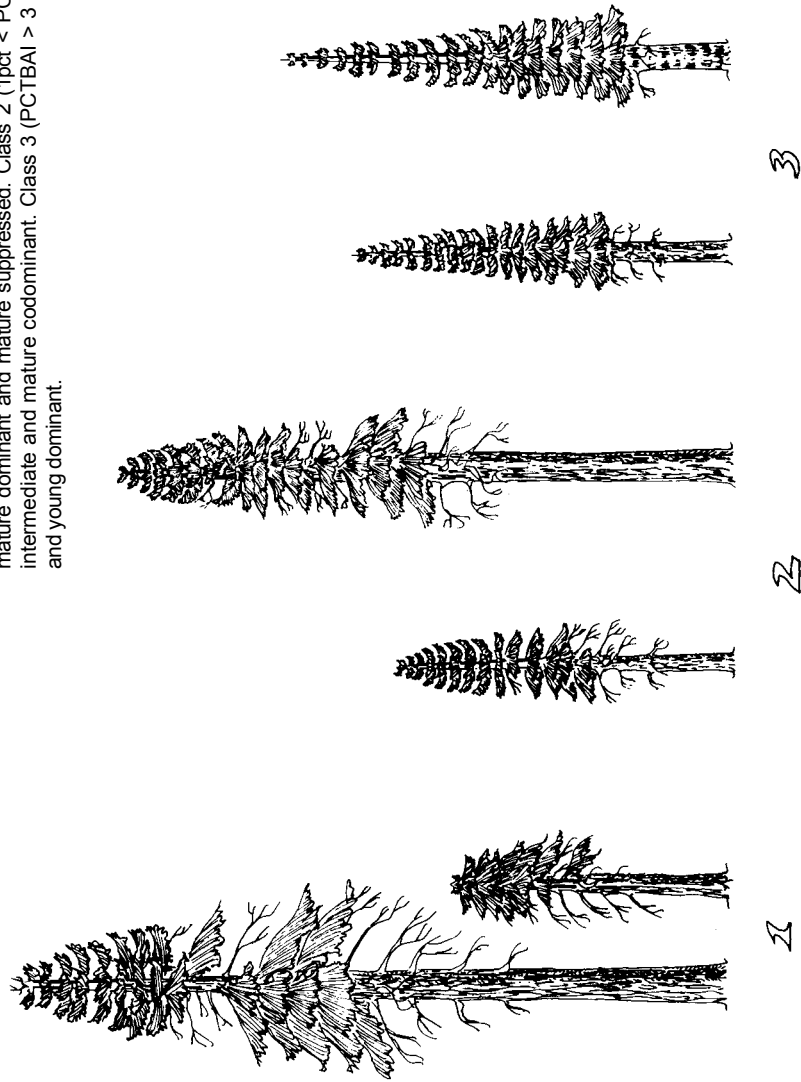 mature dominant and mature suppressed. Class 2 (1pct < PC
intermediate and mature codominant. Class 3 (PCTBAI > 3
and young dominant.
1
2
3